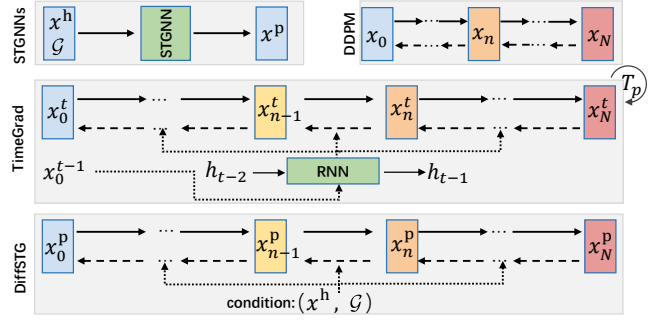 STGNNs
x^h
𝒢
STGNN
x^p
DDPM
x_0 ... x_n ... x_N
...
TimeGrad
x_0^t ... x_{n-1}^t x_n^t ... x_N^t T_p
... ...
x_0^{t-1} h_{t-2} RNN h_{t-1}
DiffSTG
x_0^p ... x_{n-1}^p x_n^p ... x_N^p
... ...
condition: (x^h, 𝒢)